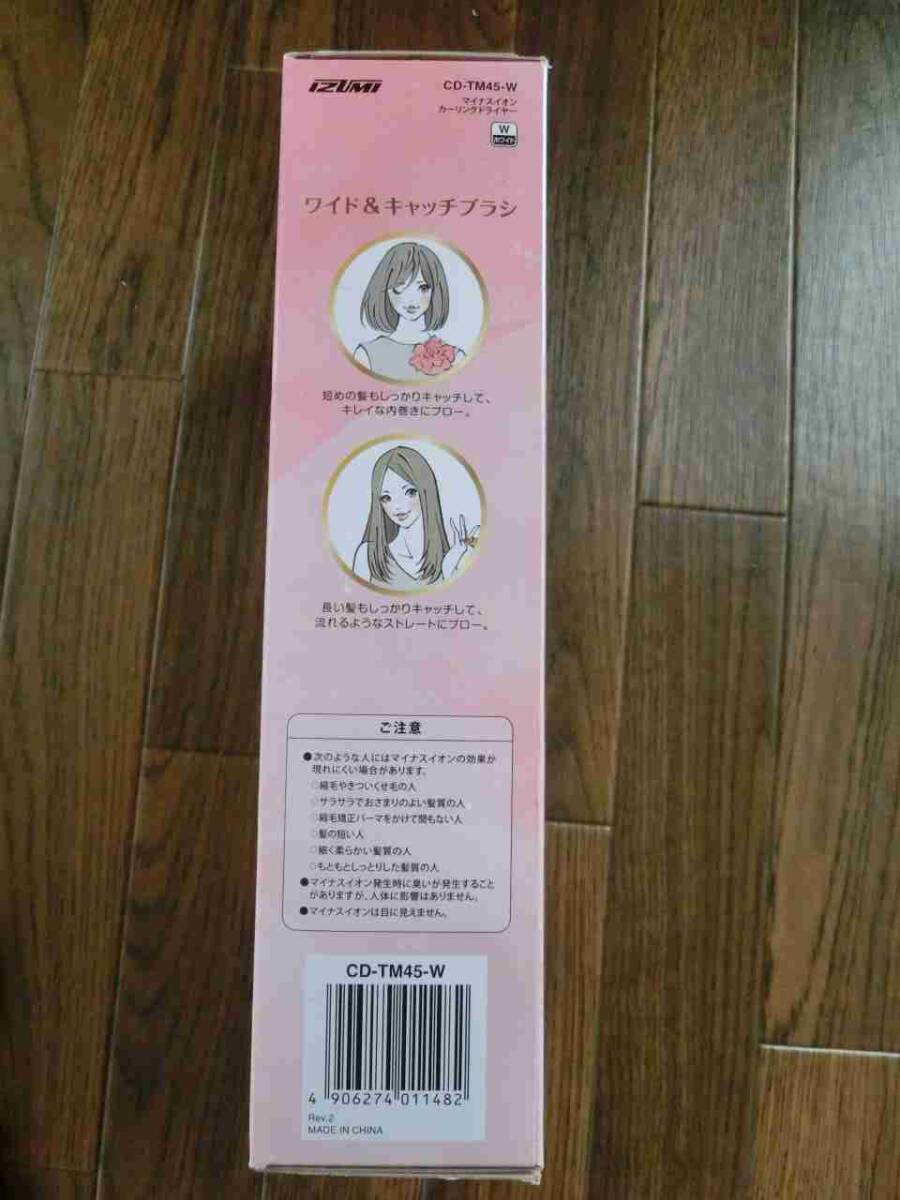 IZUMI
CD-TM45-W
マイナスイオン
カーリングドライヤー
W
ホワイト
ワイド&キャッチブラシ
短めの髪もしっかりキャッチして、
キレイな内巻きにブロー。
長い髪もしっかりキャッチして、
流れるようなストレートにブロー。
ご注意
●次のような人にはマイナスイオンの効果が
現れにくい場合があります。
○縮毛やきついくせ毛の人
○サラサラでおさまりのよい髪質の人
○縮毛矯正パーマをかけて間もない人
○髪の短い人
○細く柔らかい髪質の人
○もともとしっとりした髪質の人
●マイナスイオン発生時に臭いが発生すること
がありますが、人体に影響はありません。
●マイナスイオンは目に見えません。
CD-TM45-W
4 906274 011482
Rev.2
MADE IN CHINA